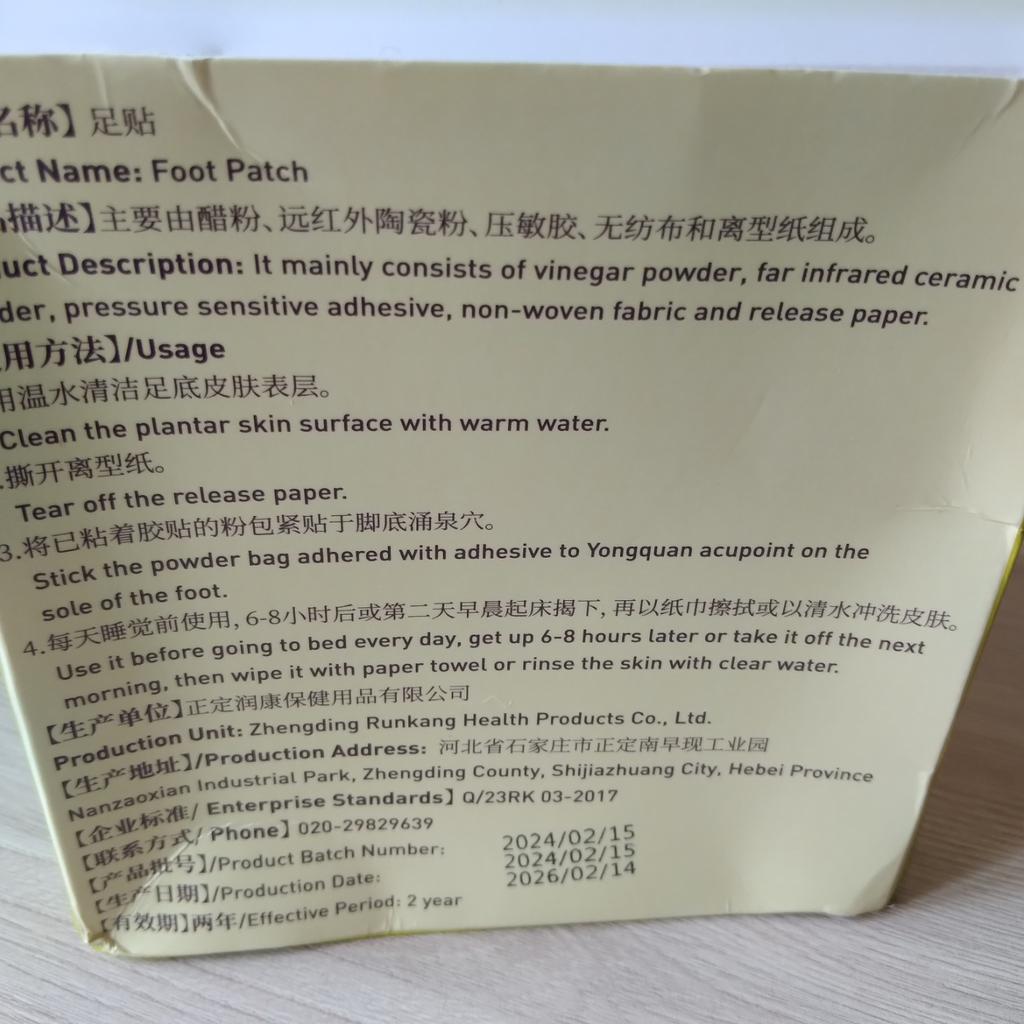 名称】足贴
ct Name: Foot Patch
描述】主要由醋粉、远红外陶瓷粉、压敏胶、无纺布和离型纸组成。
uct Description: It mainly consists of vinegar powder, far infrared ceramic
der, pressure sensitive adhesive, non-woven fabric and release paper.
用方法】/Usage
用温水清洁足底皮肤表层。
Clean the plantar skin surface with warm water.
.撕开离型纸。
Tear off the release paper.
3.将已粘着胶贴的粉包紧贴于脚底涌泉穴。
Stick the powder bag adhered with adhesive to Yongquan acupoint on the
sole of the foot.
4.每天睡觉前使用, 6-8小时后或第二天早晨起床揭下, 再以纸巾擦拭或以清水冲洗皮肤。
Use it before going to bed every day, get up 6-8 hours later or take it off the next
morning, then wipe it with paper towel or rinse the skin with clear water.
【生产单位】正定润康保健用品有限公司
Production Unit: Zhengding Runkang Health Products Co., Ltd.
【生产地址】/Production Address: 河北省石家庄市正定南早现工业园
Nanzaoxian Industrial Park, Zhengding County, Shijiazhuang City, Hebei Province
【企业标准/ Enterprise Standards】Q/23RK 03-2017
【联系方式/ Phone】020-29829639
【产品批号】/Product Batch Number: 2024/02/15
【生产日期】/Production Date: 2024/02/15
【有效期】两年/Effective Period: 2 year 2026/02/14